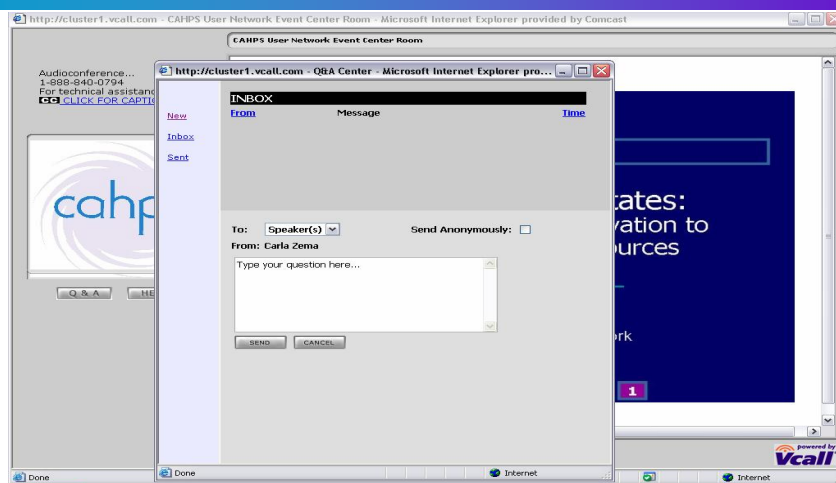 http://cluster1.vcall.com - CAHPS User Network Event Center Room - Microsoft Internet Explorer provided by Comcast
CAHPS User Network Event Center Room
Audioconference...
1-888-840-0794
For technical assistanc
CC CLICK FOR CAPTIO
cahp
Q & A
HE
http://cluster1.vcall.com - Q&A Center - Microsoft Internet Explorer pro...
New
Inbox
Sent
INBOX
From Message Time
To: Speaker(s) Send Anonymously:
From: Carla Zema
Type your question here...
SEND CANCEL
Done Internet
tates:
vation to
urces
ork
1
powered by
Vcall
Done Internet